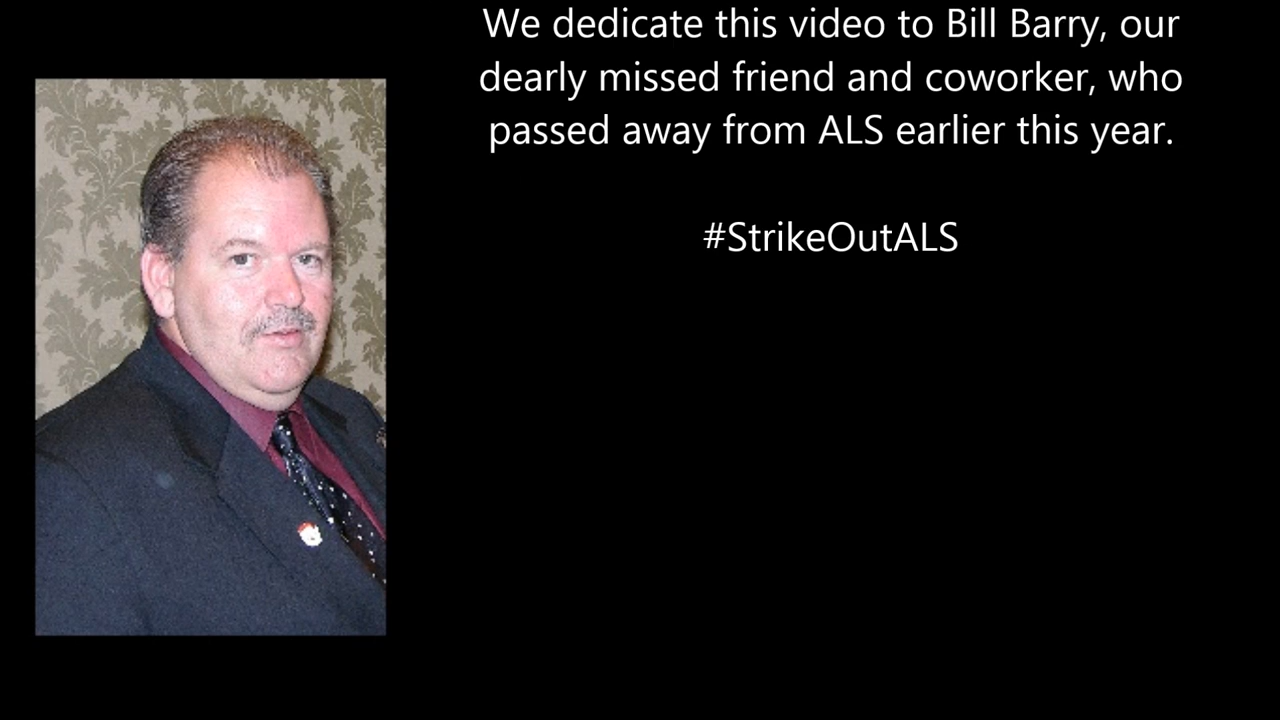 We dedicate this video to Bill Barry, our
dearly missed friend and coworker, who
passed away from ALS earlier this year.
#StrikeOutALS